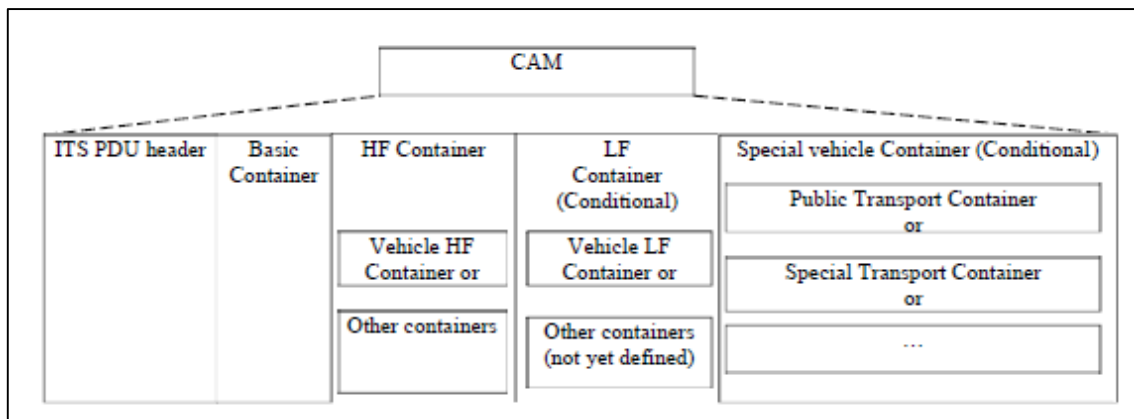 CAM
ITS PDU header
Basic
Container
HF Container
Vehicle HF
Container or
Other containers
LF
Container
(Conditional)
Vehicle LF
Container or
Other containers
(not yet defined)
Special vehicle Container (Conditional)
Public Transport Container
or
Special Transport Container
or
...